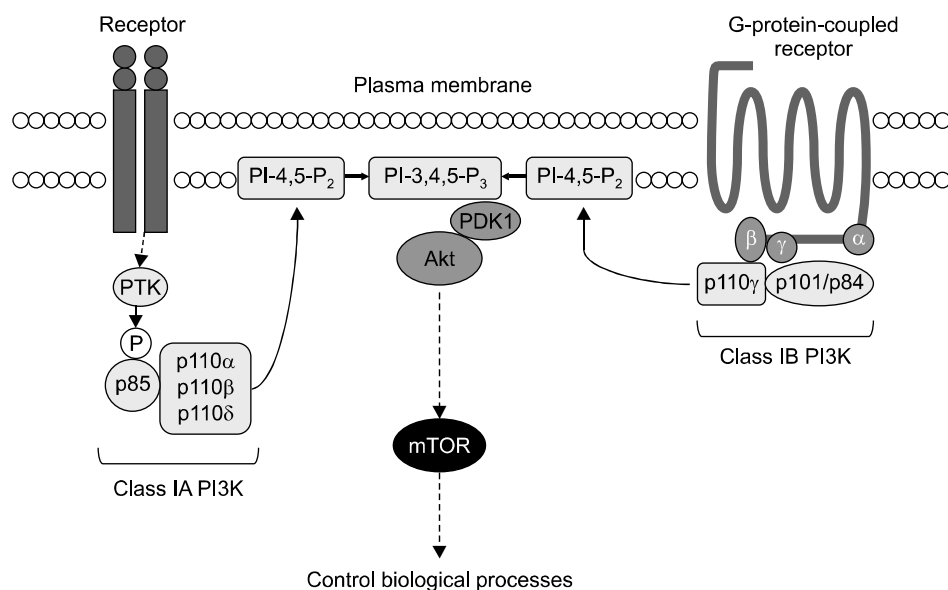 Receptor
G-protein-coupled
receptor
Plasma membrane
PI-4,5-P2
PI-3,4,5-P3
PI-4,5-P2
PDK1
Akt
β
γ
α
PTK
p110γ
p101/p84
P
p85
p110α
p110β
p110δ
Class IB PI3K
mTOR
Class IA PI3K
Control biological processes